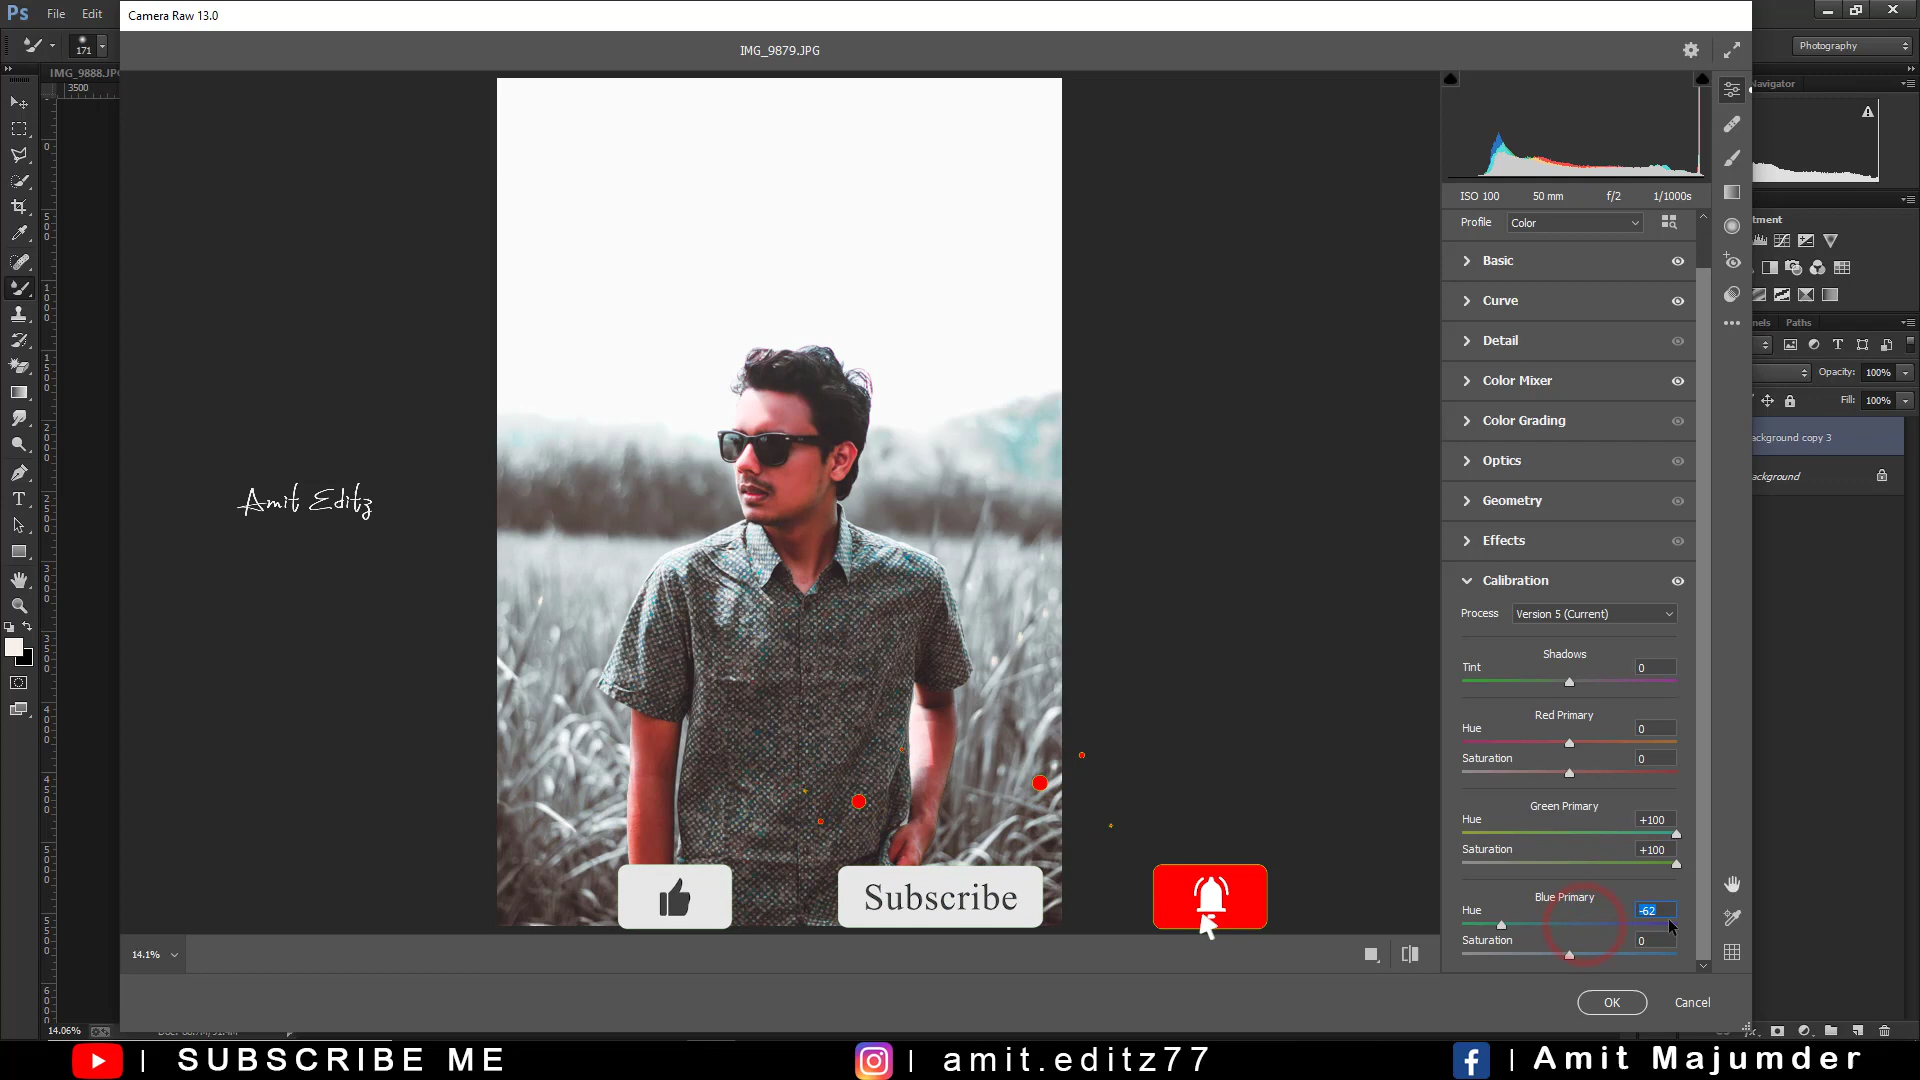 Ps File Edit
Camera Raw 13.0
IMG_9879.JPG
171
Photography
IMG_9888.JP
3500
Navigator
ISO 100 50 mm f/2 1/1000s
Profile Color
Basic
Curve
Detail
Color Mixer
Color Grading
Optics
Geometry
Effects
Calibration
Process Version 5 (Current)
Shadows
Tint 0
Red Primary
Hue 0
Saturation 0
Green Primary
Hue +100
Saturation +100
Blue Primary
Hue -62
Saturation 0
tment
nels Paths
Opacity: 100%
Fill: 100%
ackground copy 3
ackground
Amit Editz
Subscribe
14.1%
OK Cancel
14.06%
| SUBSCRIBE ME
| amit.editz77
f | Amit Majumder